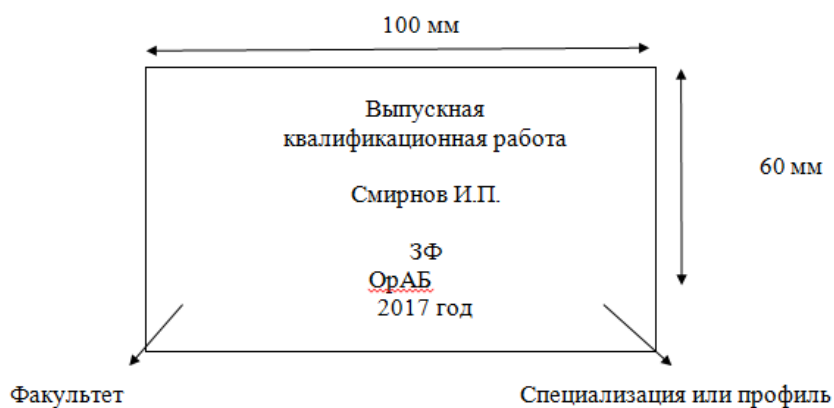 100 мм
Выпускная
квалификационная работа
60 мм
Смирнов И.П.
ЗФ
ОрАБ
2017 год
Факультет
Специализация или профиль